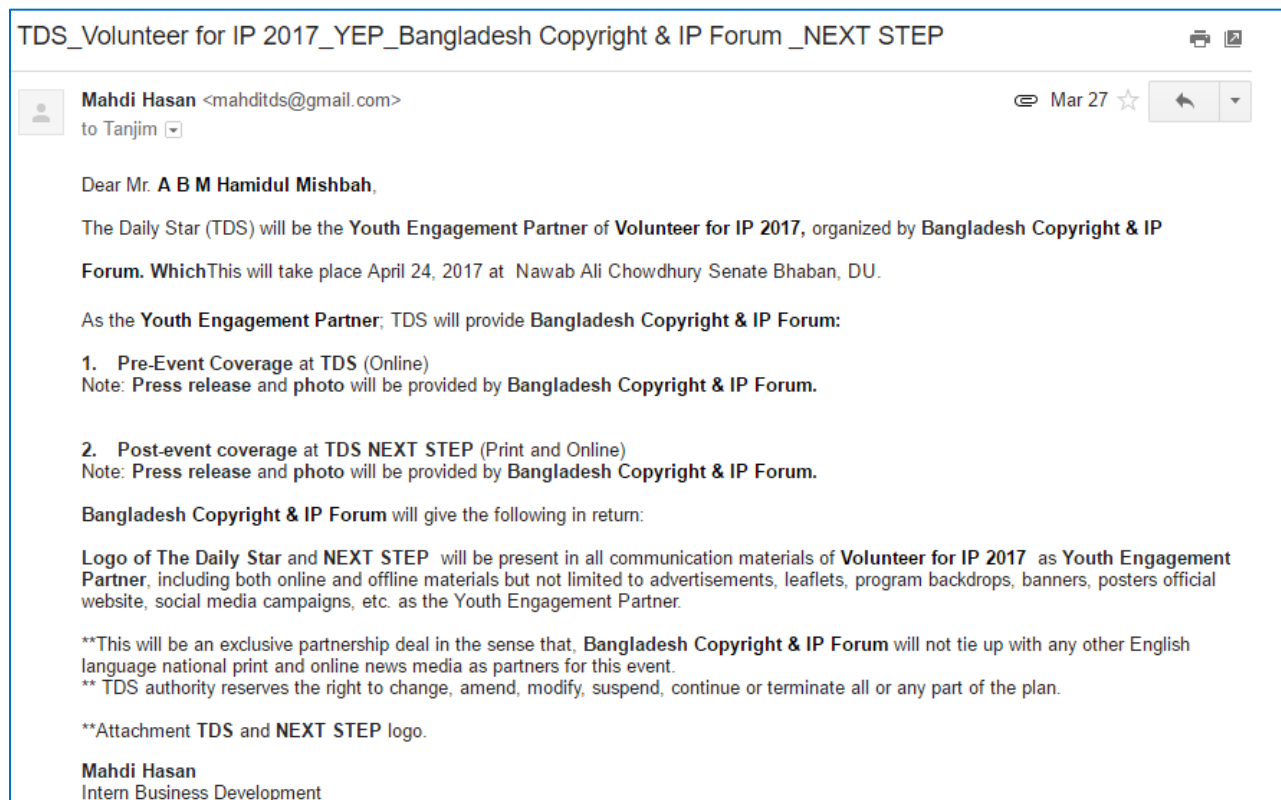 TDS_Volunteer for IP 2017_YEP_Bangladesh Copyright & IP Forum _NEXT STEP
Mahdi Hasan <mahditds@gmail.com>
Mar 27
to Tanjim
Dear Mr. A B M Hamidul Mishbah,
The Daily Star (TDS) will be the Youth Engagement Partner of Volunteer for IP 2017, organized by Bangladesh Copyright & IP
Forum. WhichThis will take place April 24, 2017 at Nawab Ali Chowdhury Senate Bhaban, DU.
As the Youth Engagement Partner; TDS will provide Bangladesh Copyright & IP Forum:
1. Pre-Event Coverage at TDS (Online)
Note: Press release and photo will be provided by Bangladesh Copyright & IP Forum.
2. Post-event coverage at TDS NEXT STEP (Print and Online)
Note: Press release and photo will be provided by Bangladesh Copyright & IP Forum.
Bangladesh Copyright & IP Forum will give the following in return:
Logo of The Daily Star and NEXT STEP will be present in all communication materials of Volunteer for IP 2017 as Youth Engagement
Partner, including both online and offline materials but not limited to advertisements, leaflets, program backdrops, banners, posters official
website, social media campaigns, etc. as the Youth Engagement Partner.
**This will be an exclusive partnership deal in the sense that, Bangladesh Copyright & IP Forum will not tie up with any other English
language national print and online news media as partners for this event.
** TDS authority reserves the right to change, amend, modify, suspend, continue or terminate all or any part of the plan.
**Attachment TDS and NEXT STEP logo.
Mahdi Hasan
Intern Business Development